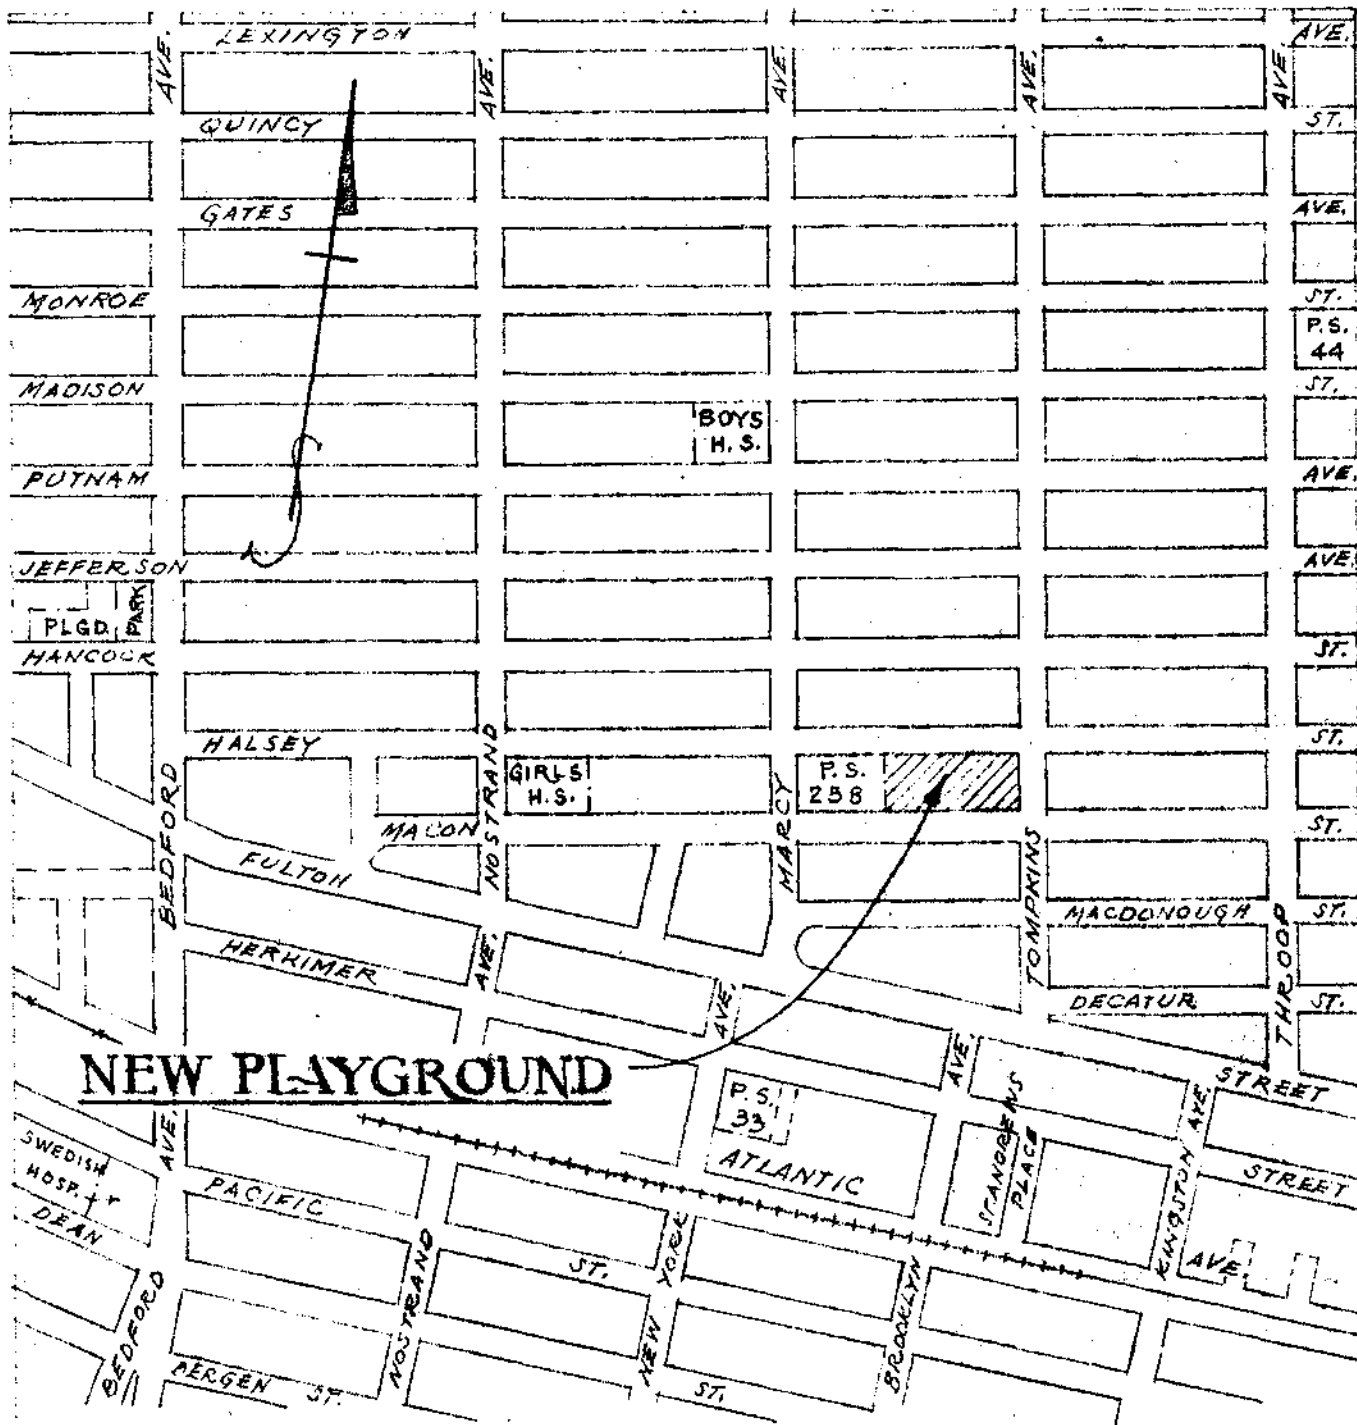 LEXINGTON AVE.
AVE. AVE. AVE. AVE. AVE.
QUINCY ST.
GATES AVE.
MONROE ST.
P.S.
44
MADISON ST.
BOYS
H.S.
PUTNAM AVE.
JEFFERSON AVE.
PLGD. PARK
HANCOCK ST.
HALSEY ST.
GIRLS
H.S.
P.S.
258
MACON ST.
BEDFORD
NOSTRAND
MARCY
TOMPKINS
THROOP
FULTON
MACDONOUGH ST.
HERKIMER
AVE.
DECATUR ST.
AVE.
AVE.
NEW PLAYGROUND
STREET
P.S.
33
AVE.
ST ANDREWS
PLACE
KINGSTON AVE.
SWEDISH
HOSP.
ATLANTIC
STREET
PACIFIC
DEAN
ST.
AVE.
BEDFORD
NOSTRAND
NEW YORK
BROOKLYN
BERGEN ST.
ST.